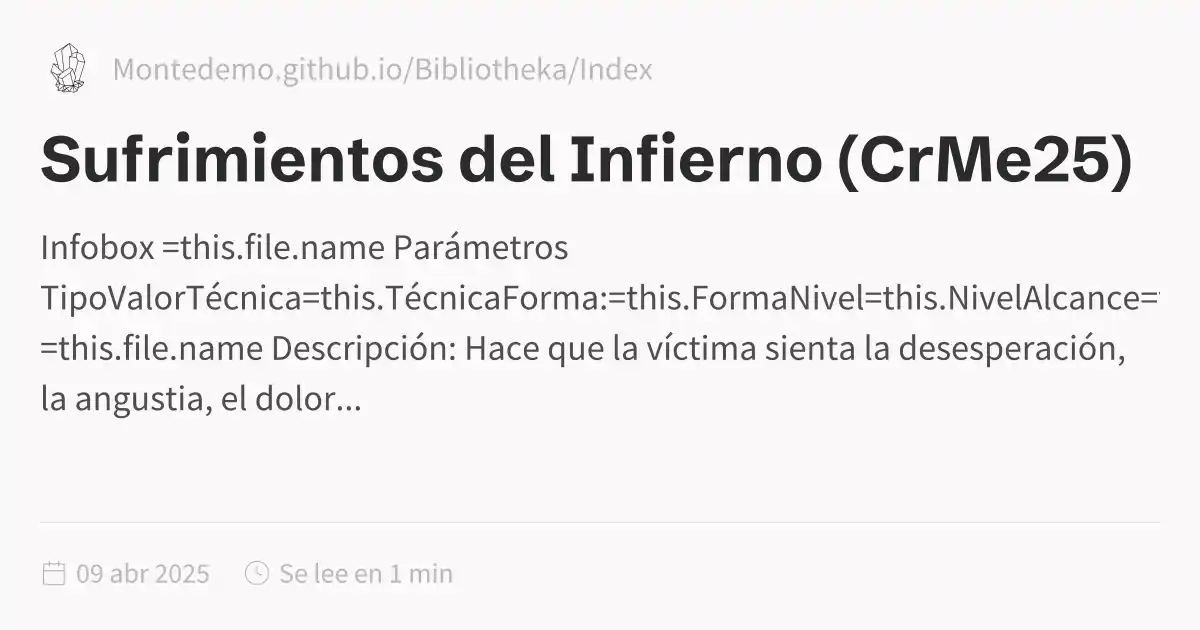 Montedemo.github.io/Bibliotheka/Index
Sufrimientos del Infierno (CrMe25)
Infobox =this.file.name Parámetros
TipoValorTécnica=this.TécnicaForma:=this.FormaNivel=this.NivelAlcance=
=this.file.name Descripción: Hace que la víctima sienta la desesperación,
la angustia, el dolor...
09 abr 2025
Se lee en 1 min